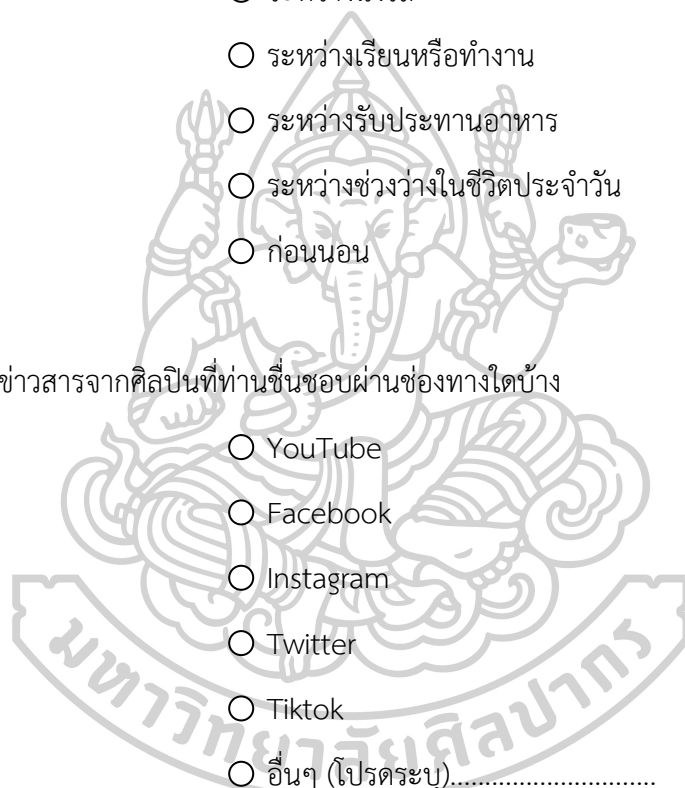 ○ ระหว่างเรียนหรือทำงาน
○ ระหว่างรับประทานอาหาร
○ ระหว่างช่วงว่างในชีวิตประจำวัน
○ ก่อนนอน
ข่าวสารจากศิลปินที่ท่านชื่นชอบผ่านช่องทางใดบ้าง
○ YouTube
○ Facebook
○ Instagram
○ Twitter
○ Tiktok
○ อื่นๆ (โปรดระบุ)..............................
มหาวิทยาลัยศิลปากร